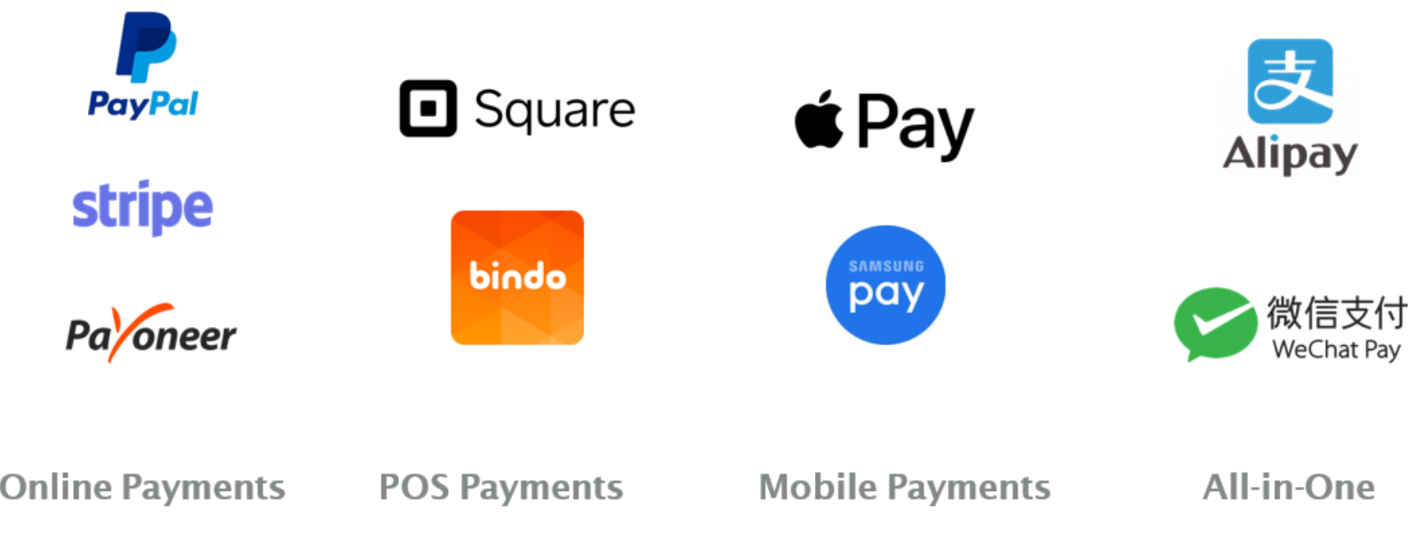 PayPal
stripe
Payoneer
Online Payments
Square
bindo
POS Payments
Pay
SAMSUNG
pay
Mobile Payments
支
Alipay
微信支付
WeChat Pay
All-in-One